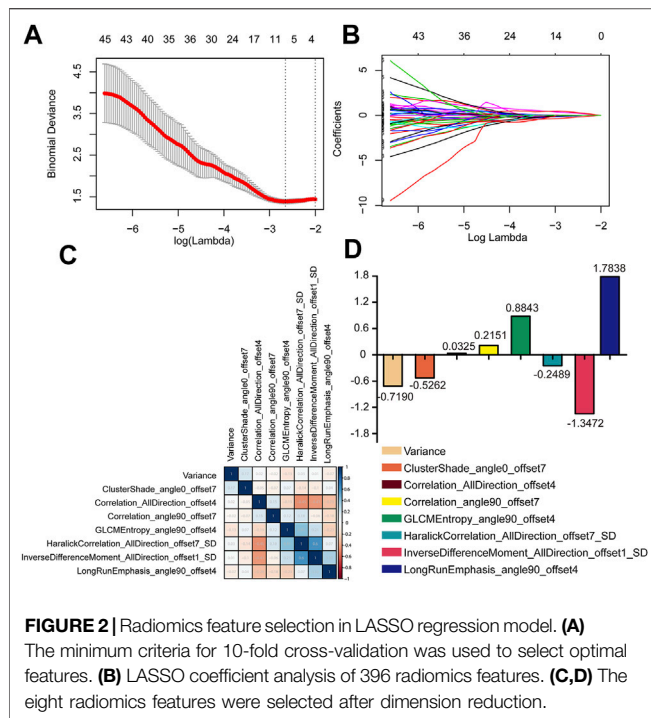 A
45 43 40 35 36 30 24 17 11 5 4
4.5
3.5
2.5
1.5
Binomial Deviance
−6 −5 −4 −3 −2
log(Lambda)
B
43 36 29 14 0
5
0
−5
−10
Coefficients
−6 −5 −4 −3 −2
Log Lambda
C
Variance
ClusterShade_angle0_offset7
Correlation_AllDirection_offset4
Correlation_angle90_offset7
GLCMEntropy_angle90_offset4
HaralickCorrelation_AllDirection_offset7_SD
InverseDifferenceMoment_AllDirection_offset1_SD
LongRunEmphasis_angle90_offset4
Variance
ClusterShade_angle0_offset7
Correlation_AllDirection_offset4
Correlation_angle90_offset7
GLCMEntropy_angle90_offset4
HaralickCorrelation_AllDirection_offset7_SD
InverseDifferenceMoment_AllDirection_offset1_SD
LongRunEmphasis_angle90_offset4
D
1.8
1.2
0.6
0
-0.6
-1.2
-1.8
-0.7190
-0.5262
0.0325
0.2151
0.8843
-0.2489
-1.3472
1.7838
Variance
ClusterShade_angle0_offset7
Correlation_AllDirection_offset4
Correlation_angle90_offset7
GLCMEntropy_angle90_offset4
HaralickCorrelation_AllDirection_offset7_SD
InverseDifferenceMoment_AllDirection_offset1_SD
LongRunEmphasis_angle90_offset4
FIGURE 2 | Radiomics feature selection in LASSO regression model. (A)
The minimum criteria for 10-fold cross-validation was used to select optimal
features. (B) LASSO coefficient analysis of 396 radiomics features. (C,D) The
eight radiomics features were selected after dimension reduction.